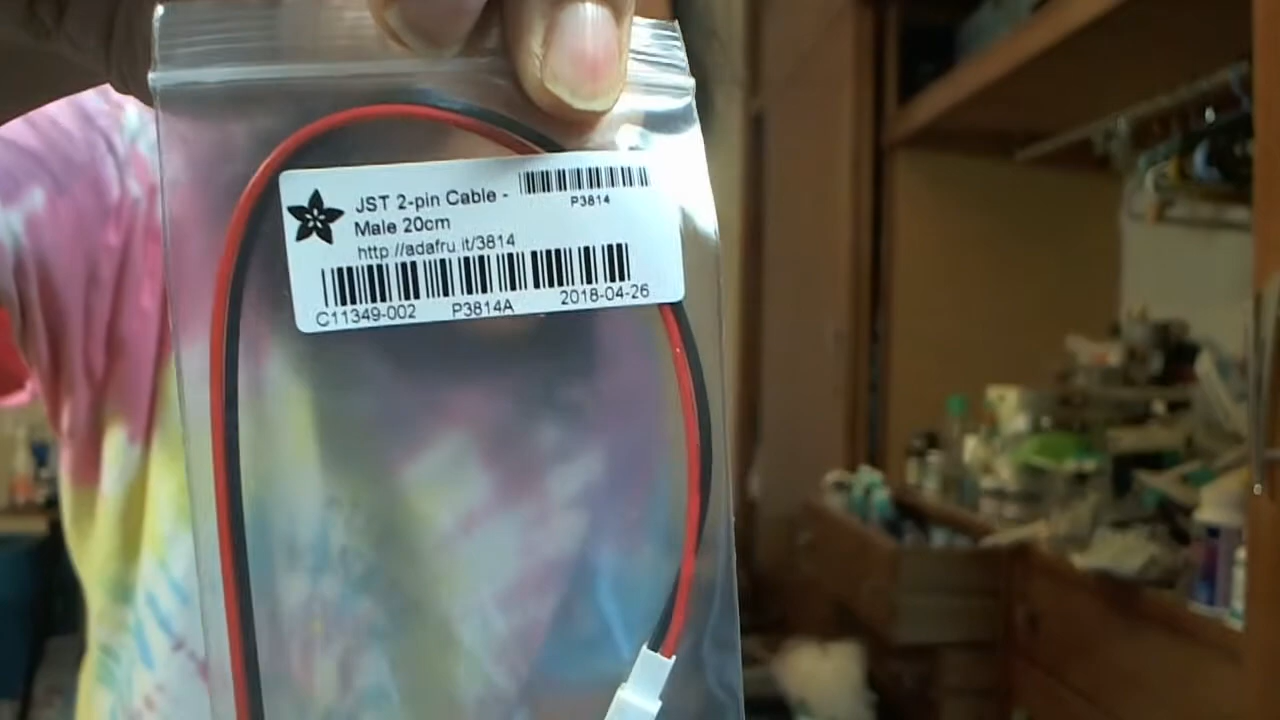 JST 2-pin Cable -
Male 20cm
P3814
http://adafru.it/3814
C11349-002 P3814A 2018-04-26